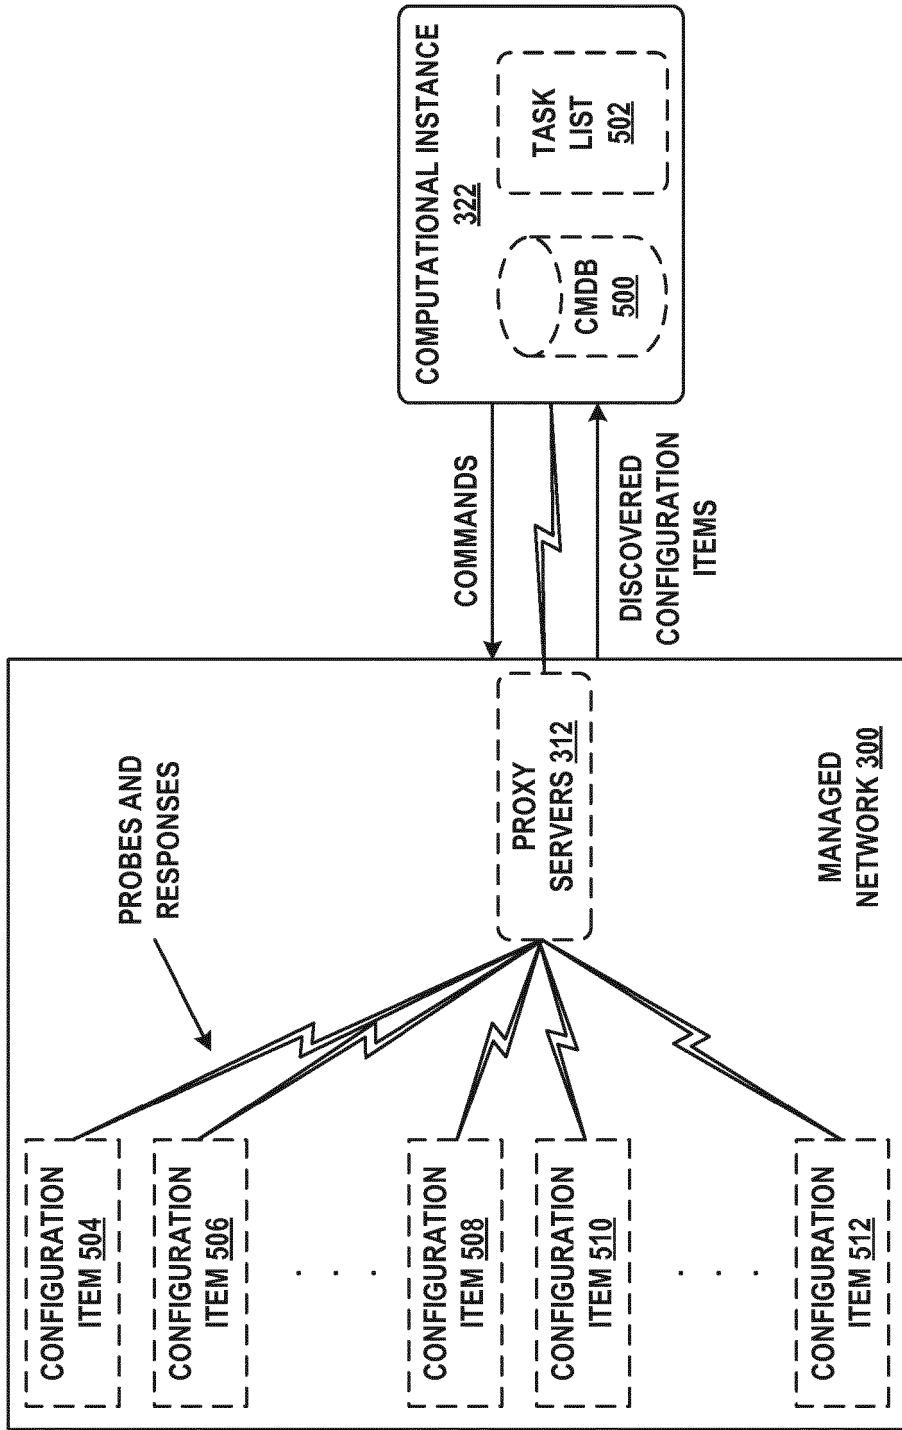 COMPUTATIONAL INSTANCE
322
CMDB
500
TASK
LIST
502
COMMANDS
DISCOVERED
CONFIGURATION
ITEMS
PROBES AND
RESPONSES
PROXY
SERVERS 312
MANAGED
NETWORK 300
CONFIGURATION
ITEM 504
CONFIGURATION
ITEM 506
. . .
CONFIGURATION
ITEM 508
CONFIGURATION
ITEM 510
. . .
CONFIGURATION
ITEM 512